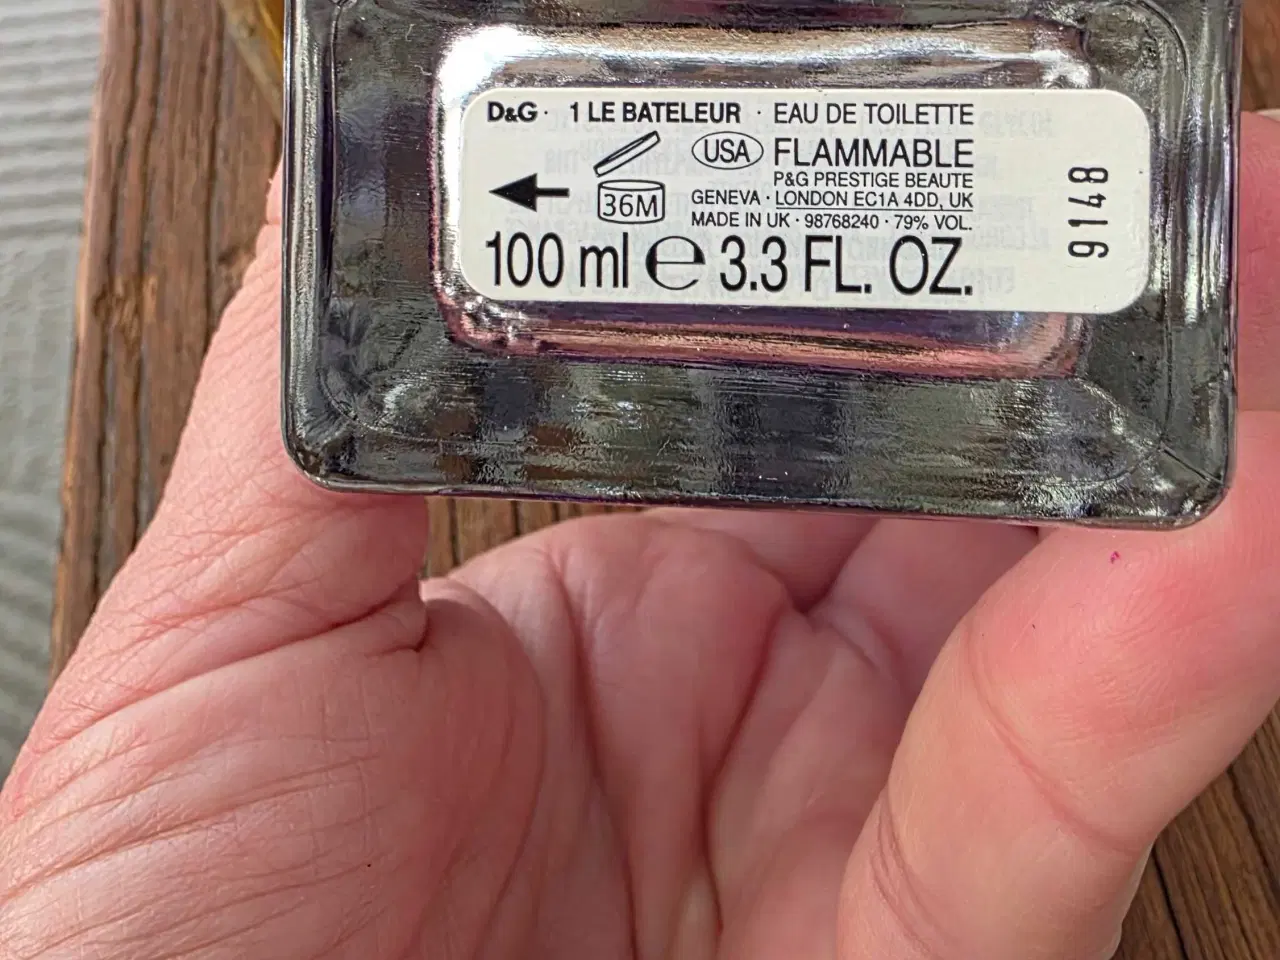 D&G · 1 LE BATELEUR · EAU DE TOILETTE
USA FLAMMABLE
P&G PRESTIGE BEAUTE
36M
GENEVA · LONDON EC1A 4DD, UK
MADE IN UK · 98768240 · 79% VOL.
100 ml e 3.3 FL. OZ.
9148